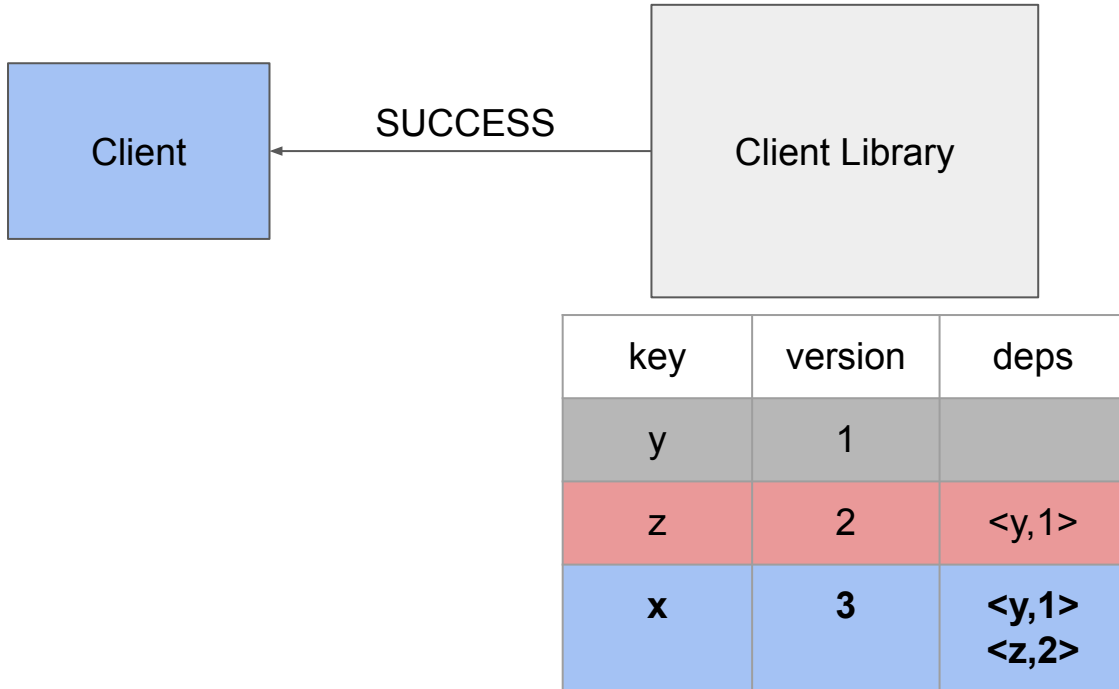 Client
SUCCESS
Client Library
key version deps
y 1
z 2 <y,1>
x 3 <y,1>
<z,2>